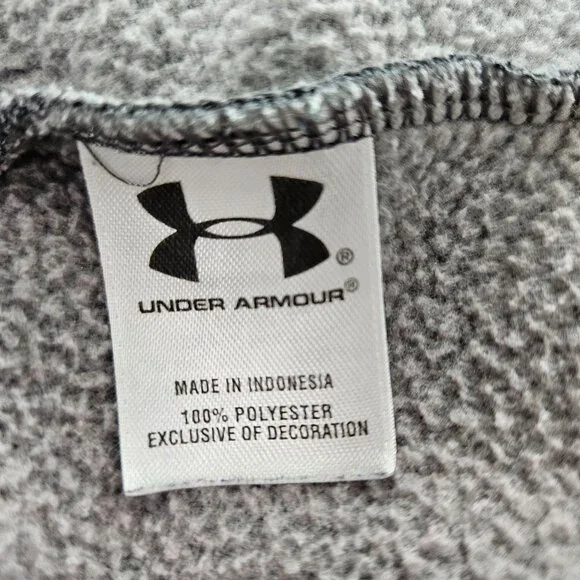 ®
UNDER ARMOUR®
MADE IN INDONESIA
100% POLYESTER
EXCLUSIVE OF DECORATION